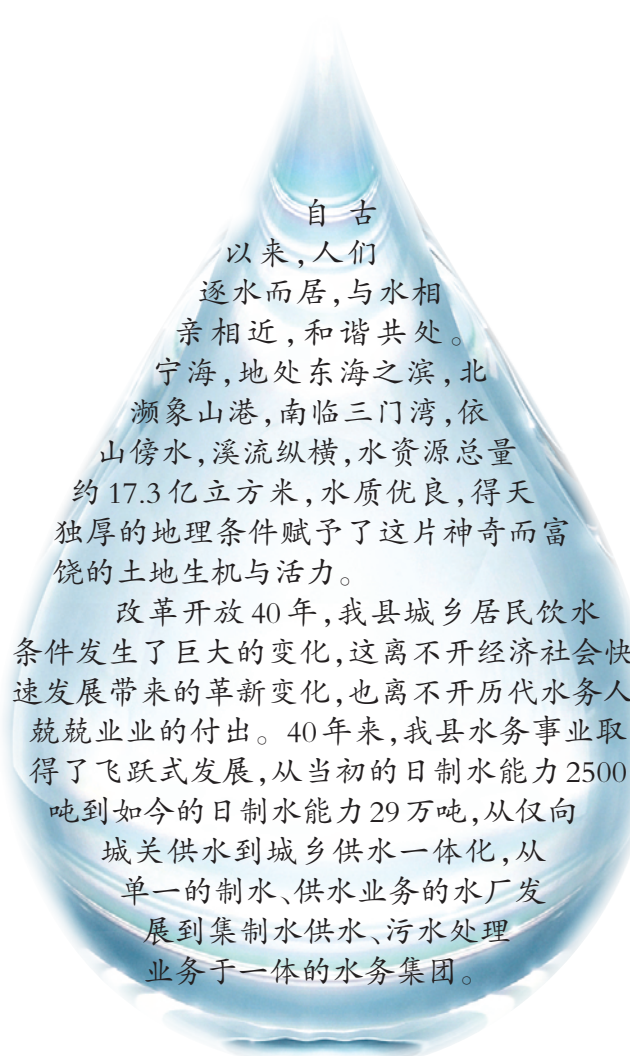 自古
以来,人们
逐水而居,与水相
亲相近,和谐共处。
宁海,地处东海之滨,北
濒象山港,南临三门湾,依
山傍水,溪流纵横,水资源总量
约17.3亿立方米,水质优良,得天
独厚的地理条件赋予了这片神奇而富
饶的土地生机与活力。
改革开放40年,我县城乡居民饮水
条件发生了巨大的变化,这离不开经济社会快
速发展带来的革新变化,也离不开历代水务人
兢兢业业的付出。40年来,我县水务事业取
得了飞跃式发展,从当初的日制水能力2500
吨到如今的日制水能力29万吨,从仅向
城关供水到城乡供水一体化,从
单一的制水、供水业务的水厂发
展到集制水供水、污水处理
业务于一体的水务集团。